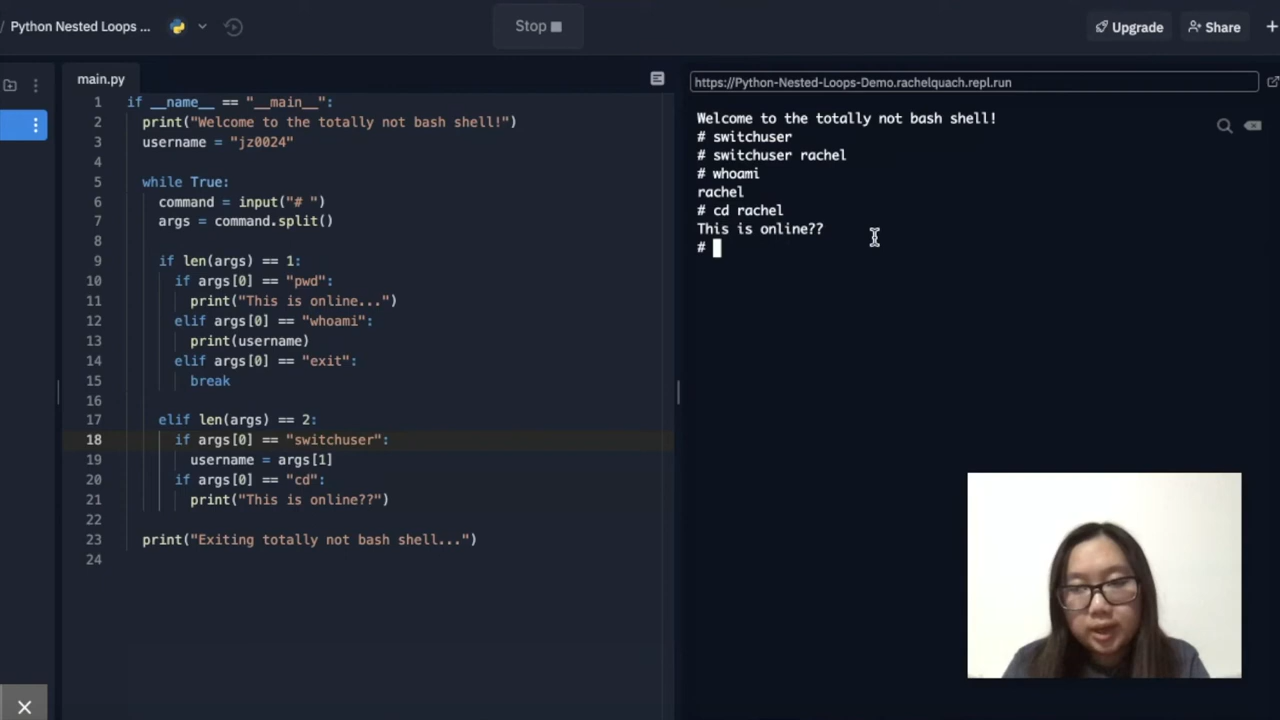 Python Nested Loops ...
Stop
Upgrade
Share
main.py
1 if __name__ == "__main__":
2 print("Welcome to the totally not bash shell!")
3 username = "jz0024"
4
5 while True:
6 command = input("# ")
7 args = command.split()
8
9 if len(args) == 1:
10 if args[0] == "pwd":
11 print("This is online...")
12 elif args[0] == "whoami":
13 print(username)
14 elif args[0] == "exit":
15 break
16
17 elif len(args) == 2:
18 if args[0] == "switchuser":
19 username = args[1]
20 if args[0] == "cd":
21 print("This is online??")
22
23 print("Exiting totally not bash shell...")
24
https://Python-Nested-Loops-Demo.rachelquach.repl.run
Welcome to the totally not bash shell!
# switchuser
# switchuser rachel
# whoami
rachel
# cd rachel
This is online??
#